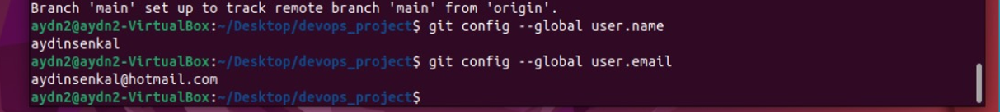 Branch 'main' set up to track remote branch 'main' from 'origin'.
aydn2@aydn2-VirtualBox:~/Desktop/devops_project$ git config --global user.name
aydinsenkal
aydn2@aydn2-VirtualBox:~/Desktop/devops_project$ git config --global user.email
aydinsenkal@hotmail.com
aydn2@aydn2-VirtualBox:~/Desktop/devops_project$